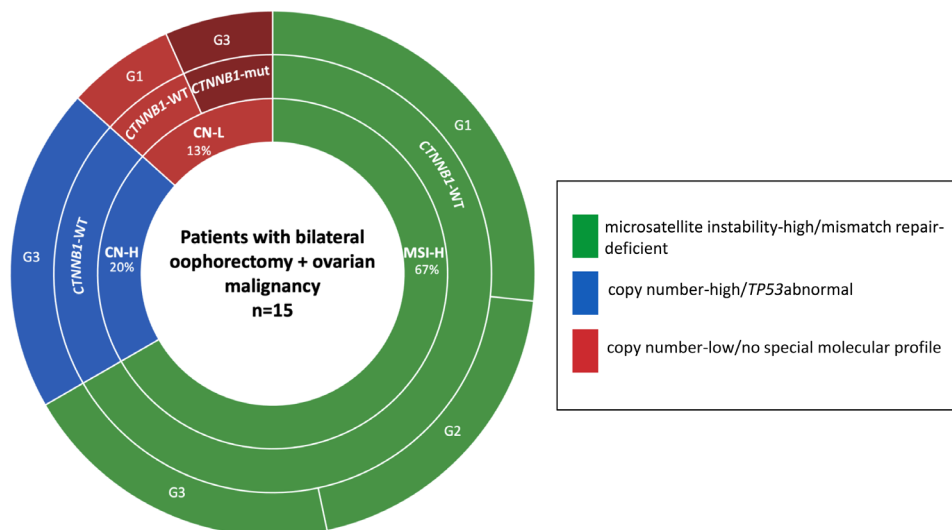 G3
G1
CTNNB1-mut
CTNNB1-WT
CN-L
13%
G1
CTNNB1-WT
G3
CTNNB1-WT
CN-H
20%
Patients with bilateral
oophorectomy + ovarian
malignancy
n=15
MSI-H
67%
G2
G3
microsatellite instability-high/mismatch repair-
deficient
copy number-high/TP53abnormal
copy number-low/no special molecular profile